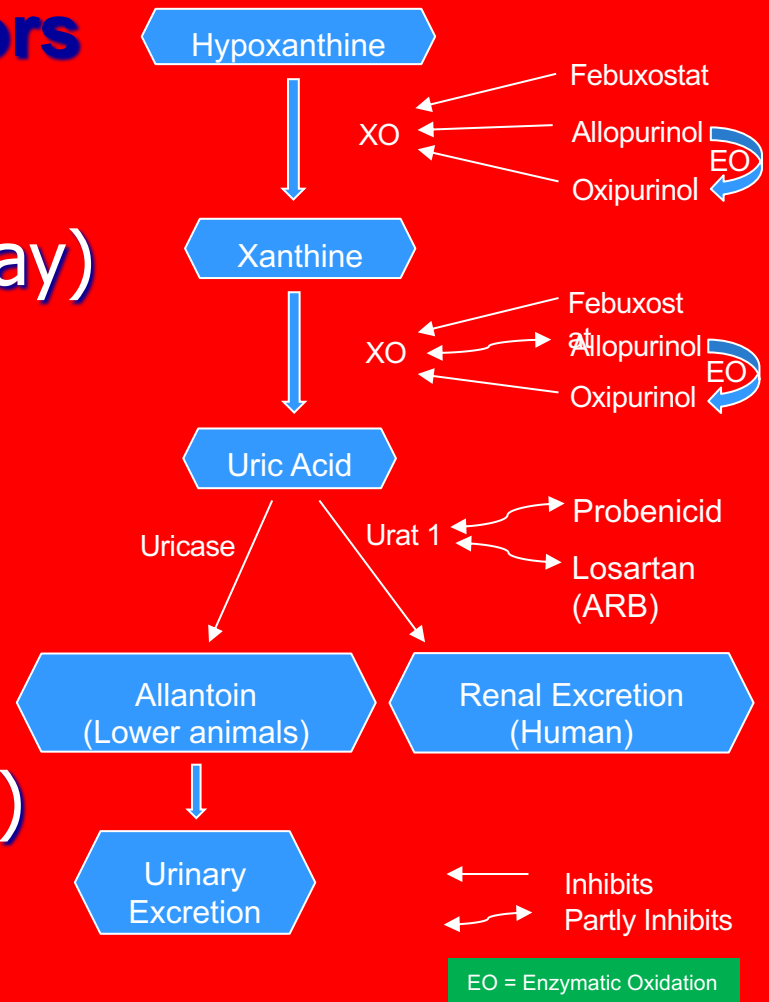 ors
Hypoxanthine
Febuxostat
XO
Allopurinol
EO
Oxipurinol
ay)
Xanthine
Febuxost
at
XO
Allopurinol
EO
Oxipurinol
Uric Acid
Uricase
Urat 1
Probenicid
Losartan
(ARB)
Allantoin
(Lower animals)
Renal Excretion
(Human)
)
Urinary
Excretion
Inhibits
Partly Inhibits
EO = Enzymatic Oxidation